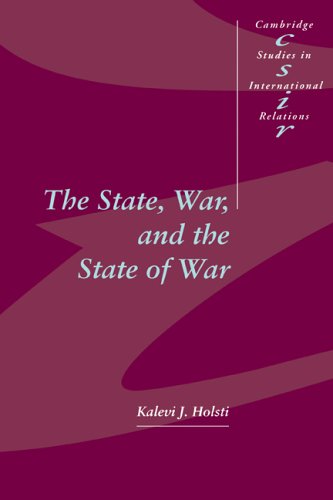 Cambridge
c
Studies in
s
International
i
Relations
r
The State, War,
and the
State of War
Kalevi J. Holsti